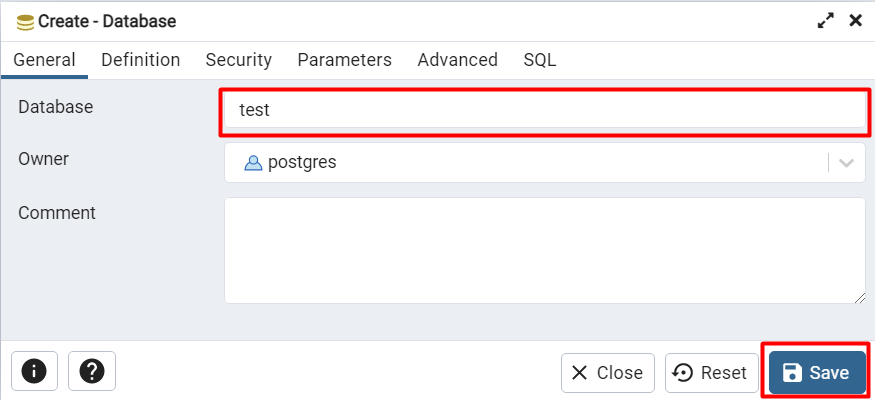 Create - Database
General Definition Security Parameters Advanced SQL
Database test
Owner postgres
Comment
Close Reset Save